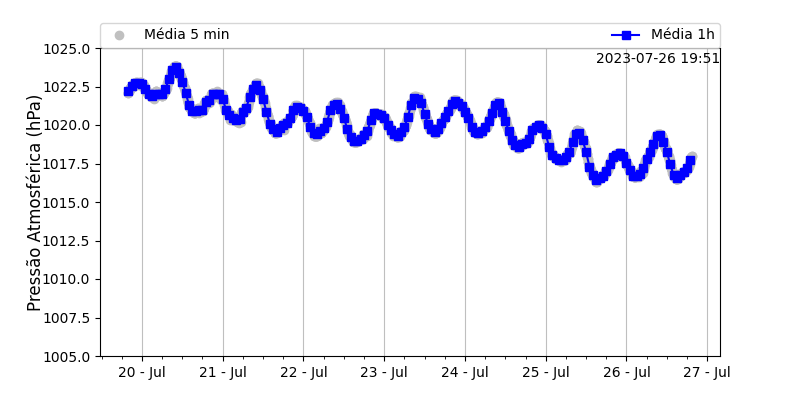 Média 5 min
Média 1h
2023-07-26 19:51
Pressão Atmosférica (hPa)
1025.0
1022.5
1020.0
1017.5
1015.0
1012.5
1010.0
1007.5
1005.0
20 - Jul
21 - Jul
22 - Jul
23 - Jul
24 - Jul
25 - Jul
26 - Jul
27 - Jul